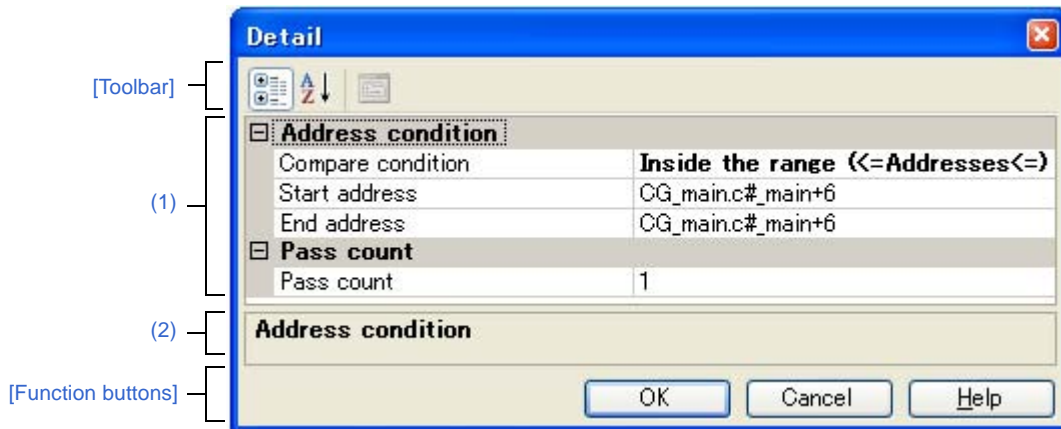 Detail
[Toolbar]
A
Z
(1)
Address condition
Compare condition Inside the range (<=Addresses<=)
Start address CG_main.c#_main+6
End address CG_main.c#_main+6
Pass count
Pass count 1
(2)
Address condition
[Function buttons]
OK Cancel Help